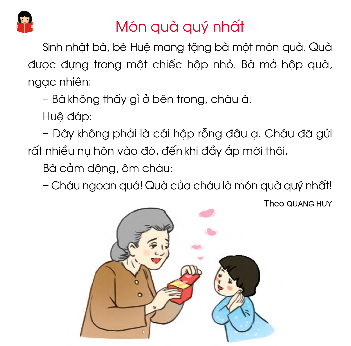 Món quà quý nhất
Sinh nhật bà, bé Huệ mang tặng bà một món quà. Quà
được đựng trong một chiếc hộp nhỏ. Bà mở hộp quà,
ngạc nhiên:
– Bà không thấy gì ở bên trong, cháu ạ.
Huệ đáp:
– Đây không phải là cái hộp rỗng đâu ạ. Cháu đã gửi
rất nhiều nụ hôn vào đó, đến khi đầy ắp mới thôi.
Bà cảm động, ôm cháu:
– Cháu ngoan quá! Quà của cháu là món quà quý nhất!
Theo QUANG HUY